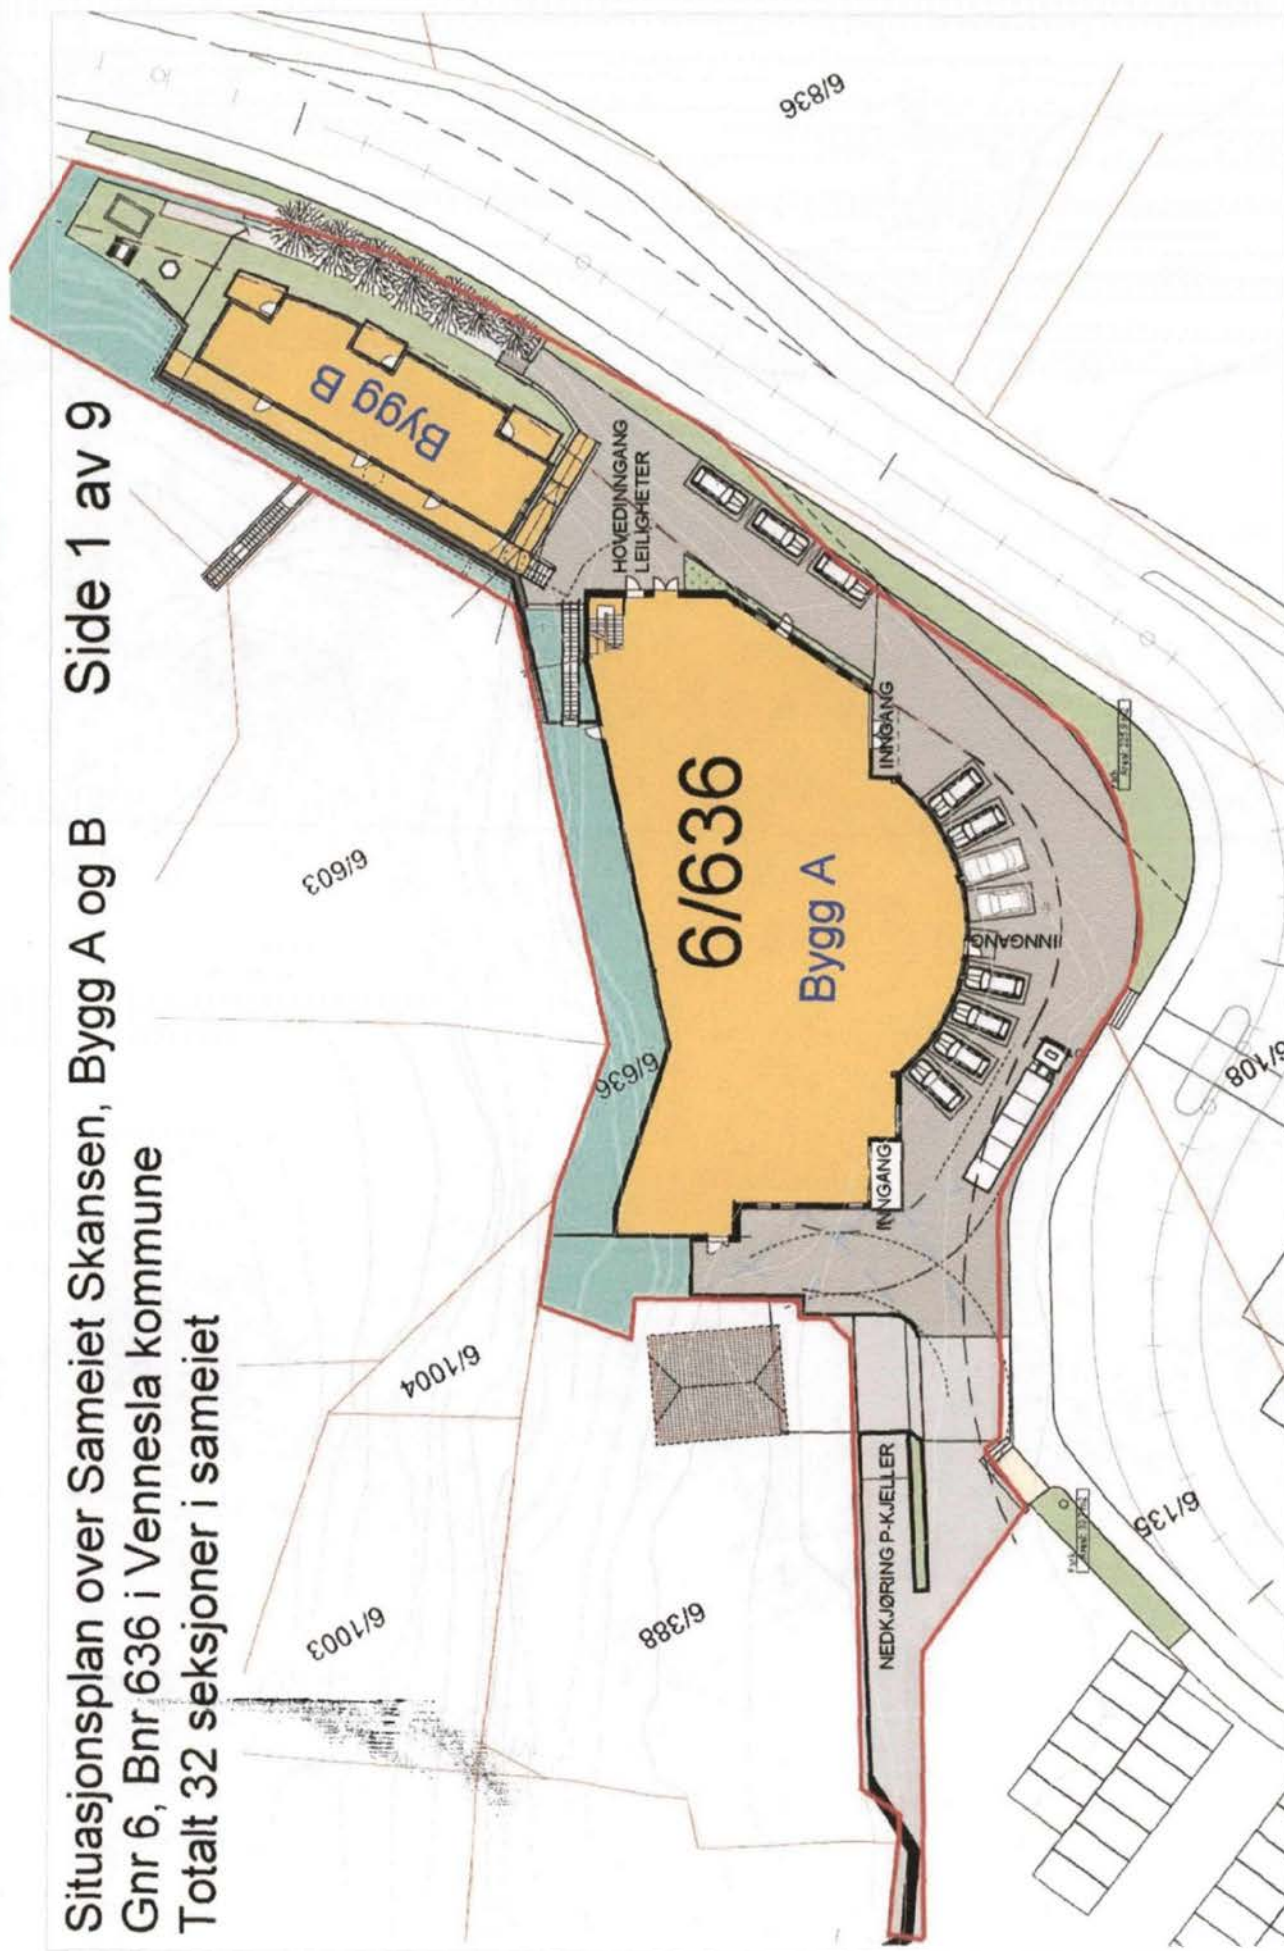 Situasjonsplan over Sameiet Skansen, Bygg A og B Side 1 av 9
Gnr 6, Bnr 636 i Vennesla kommune
Totalt 32 seksjoner i sameiet
6/836
Bygg B
HOVEDINNGANG
LEILIGHETER
6/603
6/636
Bygg A
INNGANG
INNGANG
INNGANG
6/636
6/1004
6/1003
6/388
NEDKJØRING P-KJELLER
6/135
6/108